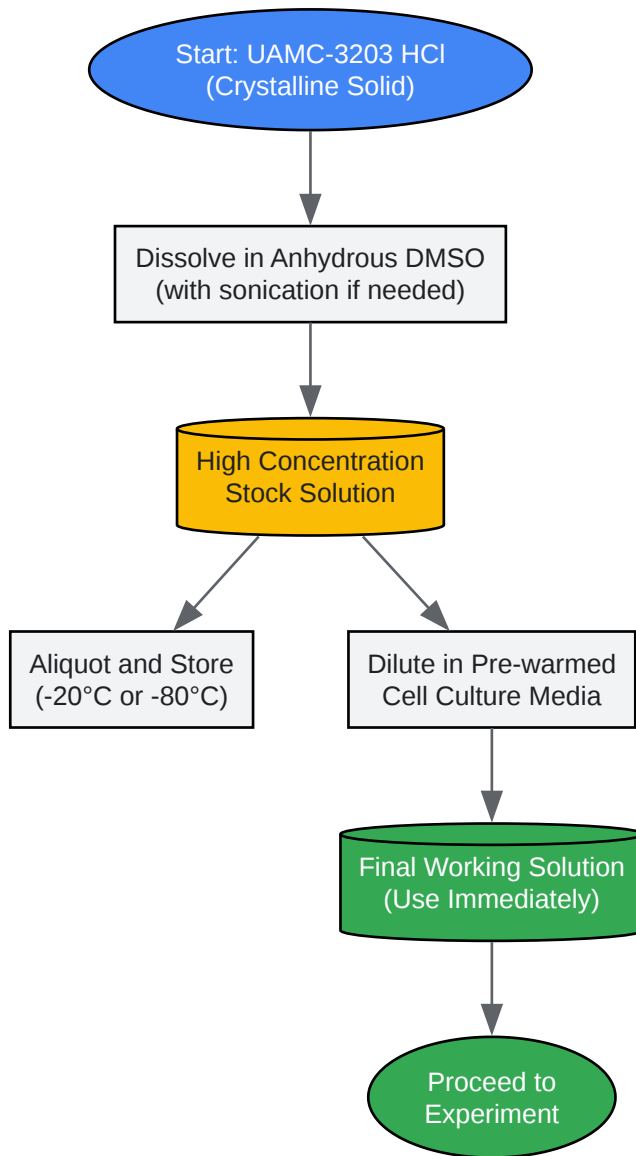 Start: UAMC-3203 HCl
(Crystalline Solid)
Dissolve in Anhydrous DMSO
(with sonication if needed)
High Concentration
Stock Solution
Aliquot and Store
(-20°C or -80°C)
Dilute in Pre-warmed
Cell Culture Media
Final Working Solution
(Use Immediately)
Proceed to
Experiment